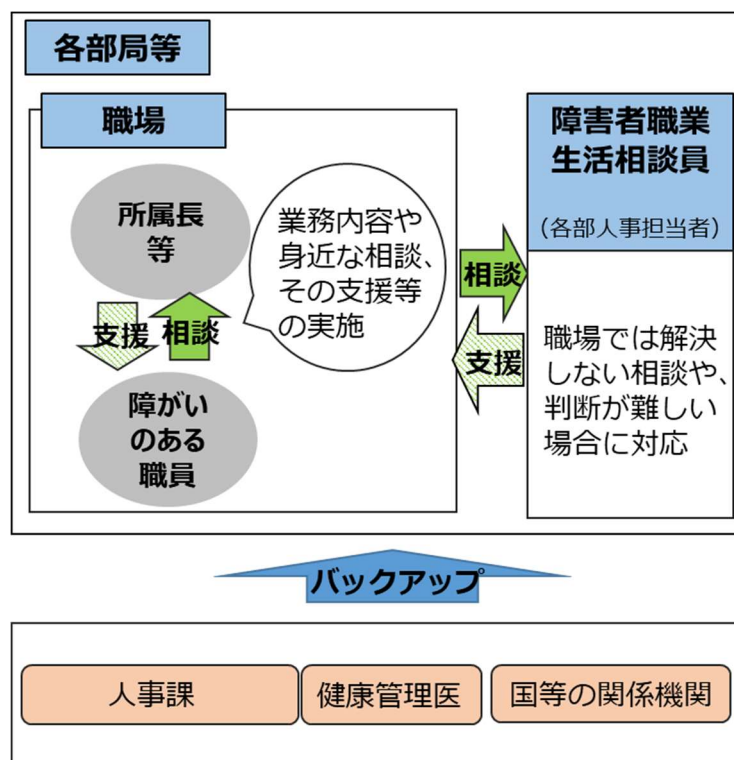 各部局等
職場
所属長
等
業務内容や
身近な相談、
その支援等
の実施
支援
相談
障がい
のある
職員
相談
支援
障害者職業
生活相談員
（各部人事担当者）
職場では解決
しない相談や、
判断が難しい
場合に対応
バックアップ
人事課
健康管理医
国等の関係機関